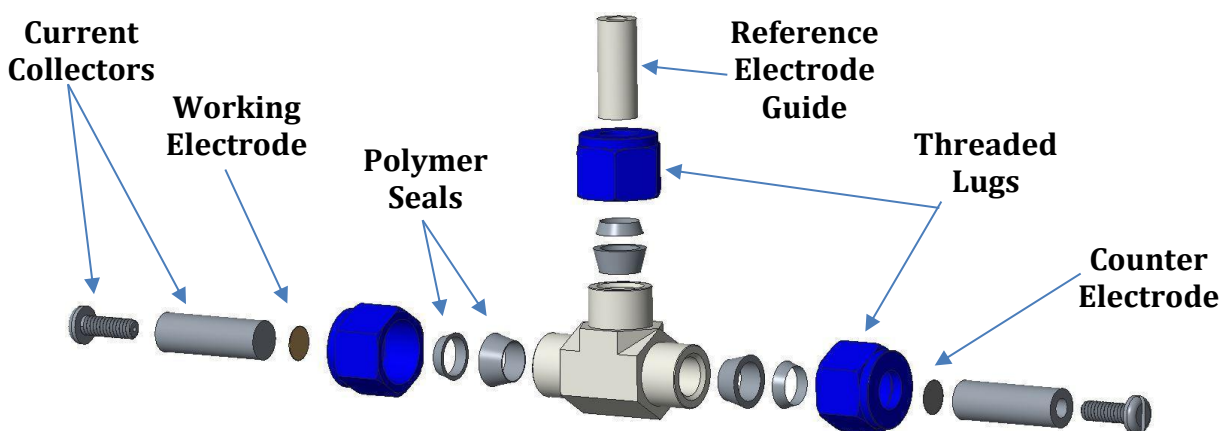 Current
Collectors
Working
Electrode
Polymer
Seals
Reference
Electrode
Guide
Threaded
Lugs
Counter
Electrode